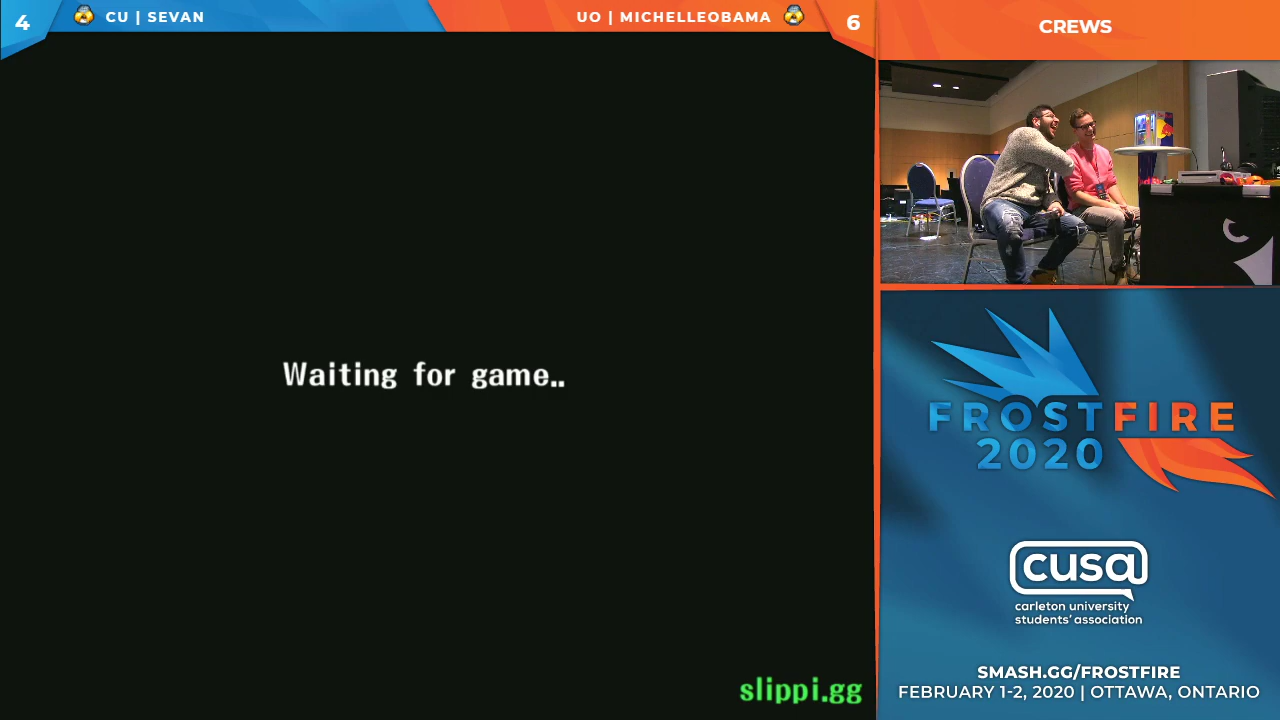 4
CU | SEVAN
UO | MICHELLEOBAMA
6
CREWS
Waiting for game..
FROSTFIRE
2020
cusa
carleton university
students' association
SMASH.GG/FROSTFIRE
FEBRUARY 1-2, 2020 | OTTAWA, ONTARIO
slippi.gg